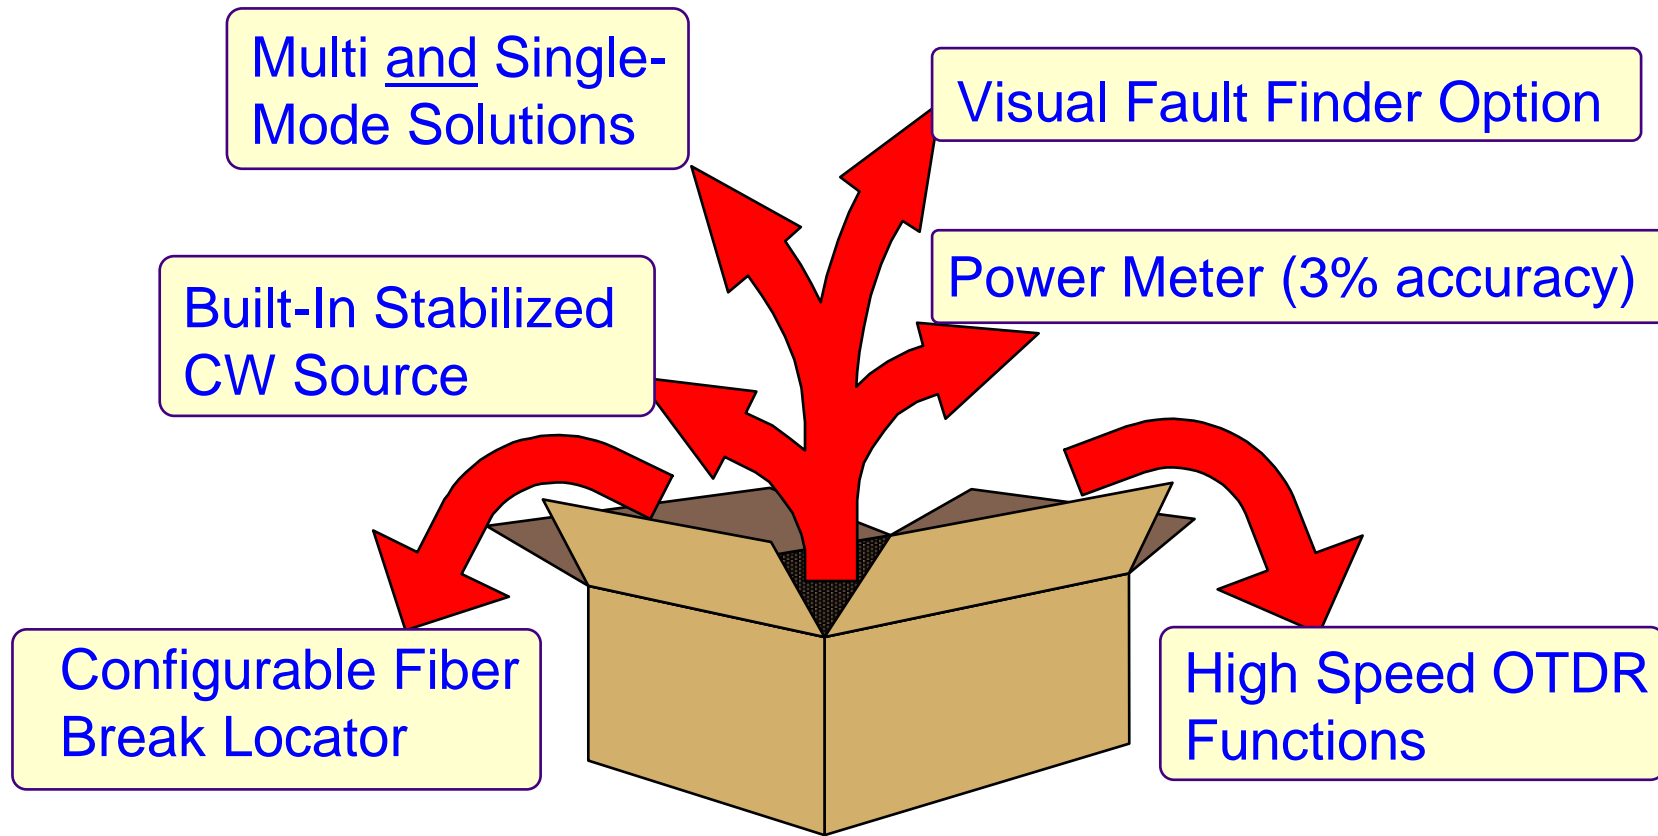 Multi and Single-
Mode Solutions
Visual Fault Finder Option
Built-In Stabilized
CW Source
Power Meter (3% accuracy)
Configurable Fiber
Break Locator
High Speed OTDR
Functions